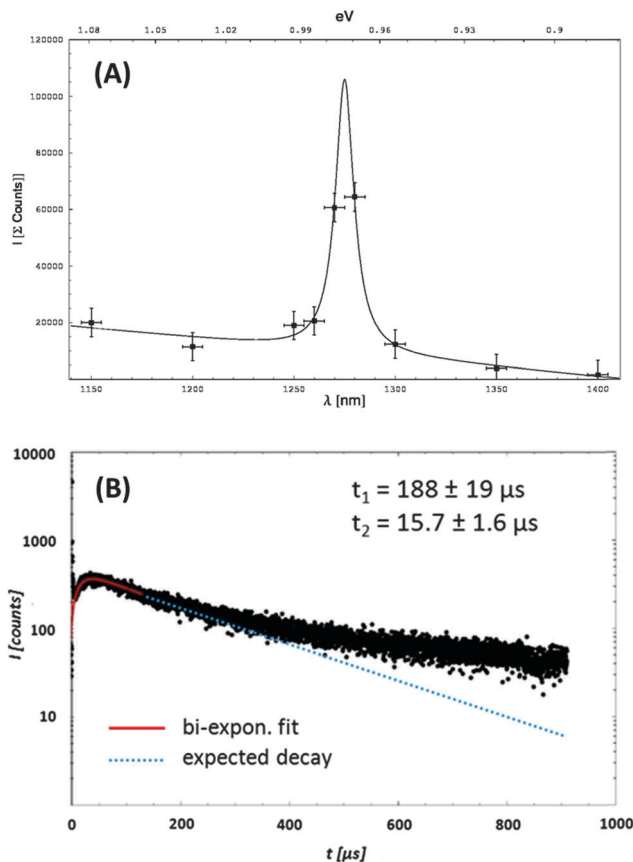 eV
1.08 1.05 1.02 0.99 0.96 0.93 0.9
(A)
120000
100000
80000
60000
40000
20000
I [Σ Counts]]
1150 1200 1250 1300 1350 1400
λ [nm]
(B)
t₁ = 188 ± 19 µs
t₂ = 15.7 ± 1.6 µs
10000
1000
100
10
I [counts]
bi-expon. fit
expected decay
0 200 400 600 800 1000
t [µs]